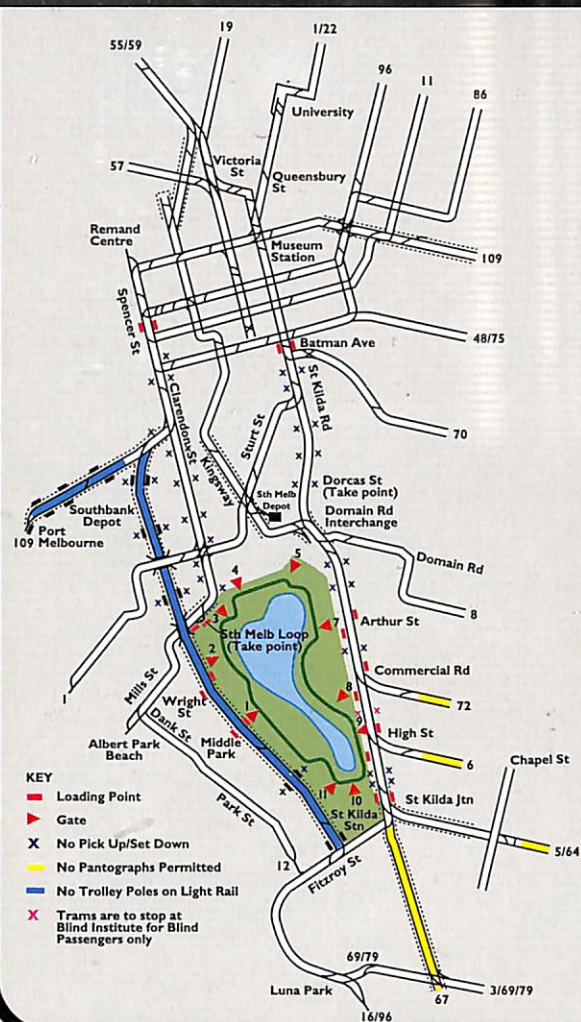 55/59
19
1/22
96
11
86
University
57
Victoria
St
Queensbury
St
Remand
Centre
Museum
Station
109
Spencer St
Batman Ave
48/75
St Kilda Rd
70
Clarendon St
Sturt St
Kingsway
Sth Melb
Depot
Dorcas St
(Take point)
Domain Rd
Interchange
Southbank
Depot
Port
109 Melbourne
Domain Rd
8
5
4
3
Sth Melb Loop
(Take point)
7
Arthur St
1
Mills St
2
Commercial Rd
72
8
Wright
St
1
9
High St
6
Dank St
Middle
Park
Albert Park
Beach
Chapel St
Park St
11
10
St Kilda
Stn
St Kilda Jtn
5/64
12
Fitzroy St
69/79
Luna Park
3/69/79
67
16/96
KEY
Loading Point
Gate
X No Pick Up/Set Down
No Pantographs Permitted
No Trolley Poles on Light Rail
X Trams are to stop at
Blind Institute for Blind
Passengers only